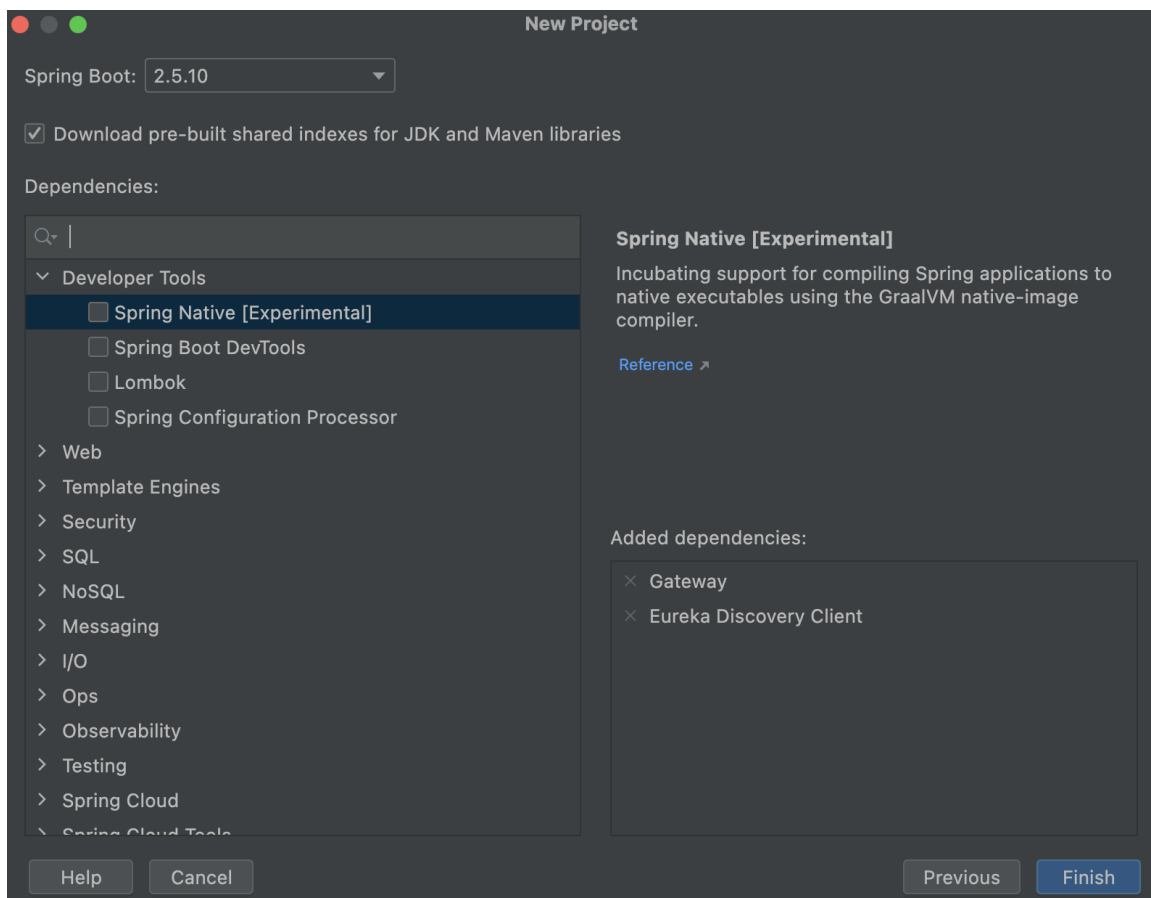 New Project
Spring Boot: 2.5.10
Download pre-built shared indexes for JDK and Maven libraries
Dependencies:
Developer Tools
Spring Native [Experimental]
Spring Boot DevTools
Lombok
Spring Configuration Processor
Web
Template Engines
Security
SQL
NoSQL
Messaging
I/O
Ops
Observability
Testing
Spring Cloud
Spring Cloud Tools
Spring Native [Experimental]
Incubating support for compiling Spring applications to
native executables using the GraalVM native-image
compiler.
Reference
Added dependencies:
Gateway
Eureka Discovery Client
Help
Cancel
Previous
Finish